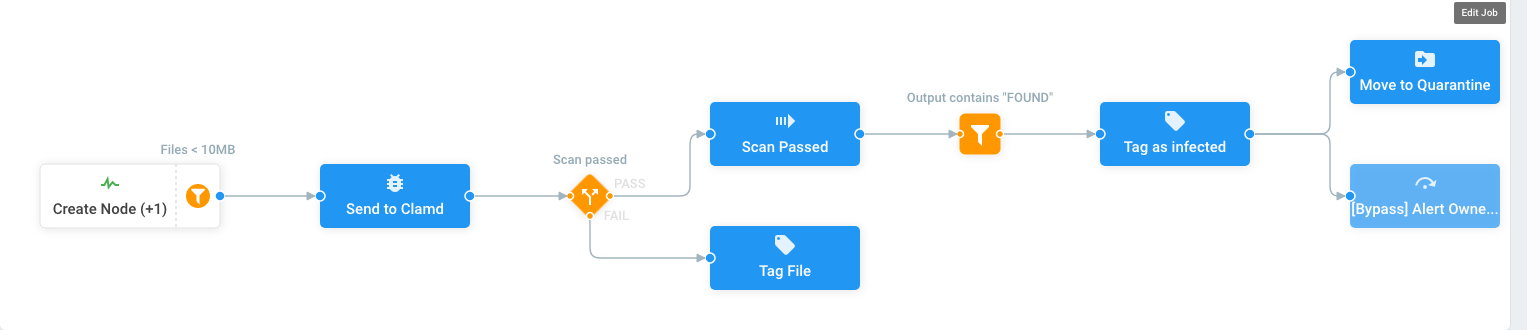 Edit Job
Move to Quarantine
Output contains "FOUND"
Scan Passed
Tag as infected
Files < 10MB
Scan passed
PASS
Create Node (+1)
Send to Clamd
FAIL
[Bypass] Alert Owne...
Tag File